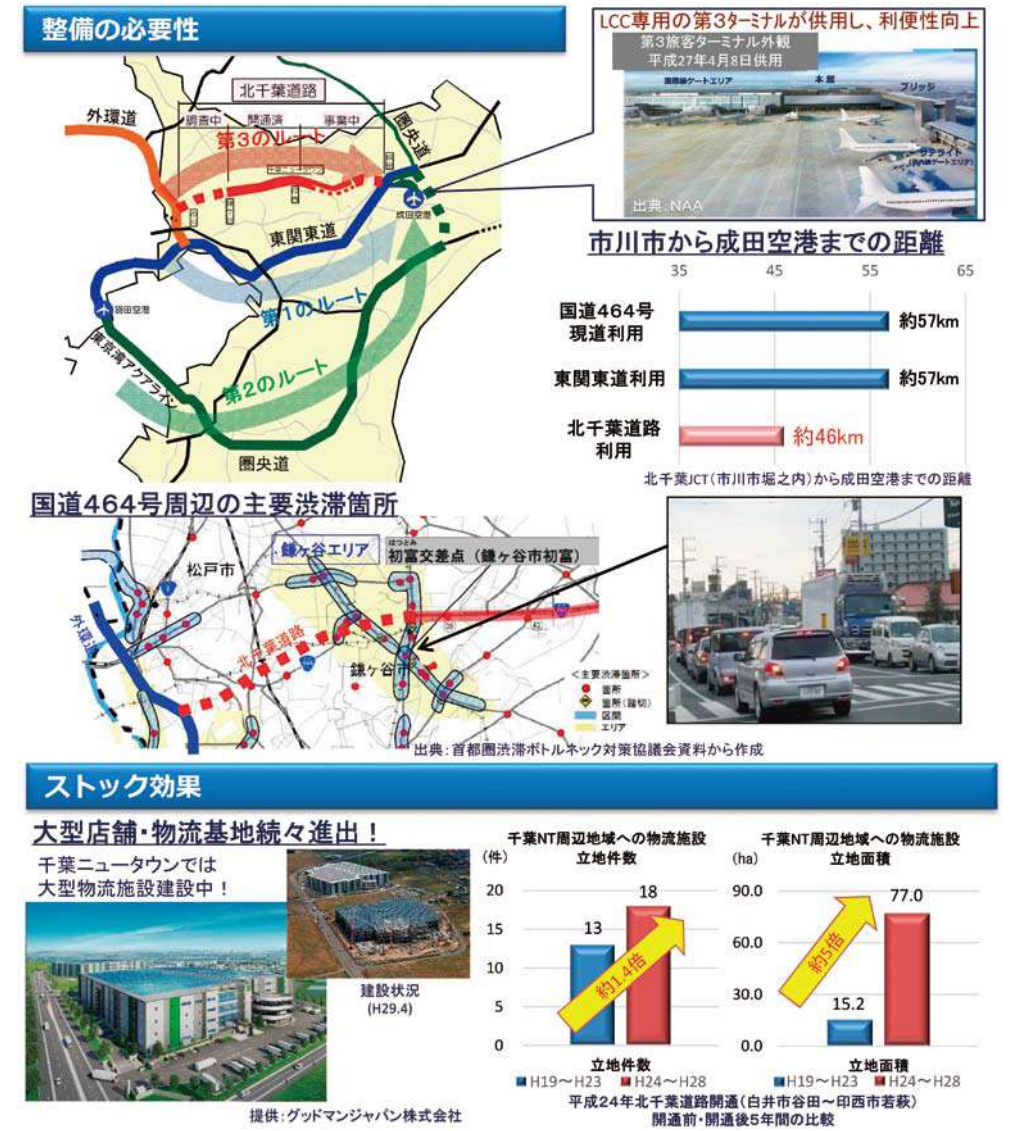 整備の必要性
LCC専用の第3ターミナルが供用し、利便性向上
第3旅客ターミナル外観
平成27年4月8日供用
国際線ゲートエリア
本館
ブリッジ
サテライト
出典:NAA
北千葉道路
外環道
調査中
開通済
事業中
圏央道
第3のルート
成田空港
東関東道
第1のルート
羽田空港
東京湾アクアライン
第2のルート
圏央道
市川市から成田空港までの距離
35 45 55 65
国道464号
現道利用
約57km
東関東道利用
約57km
北千葉道路
利用
約46km
北千葉JCT(市川市堀之内)から成田空港までの距離
国道464号周辺の主要渋滞箇所
鎌ヶ谷エリア
はつとみ
初富交差点(鎌ヶ谷市初富)
松戸市
外環道
北千葉道路
鎌ヶ谷市
<主要渋滞箇所>
箇所
箇所(踏切)
区間
エリア
出典:首都圏渋滞ボトルネック対策協議会資料から作成
ストック効果
大型店舗・物流基地続々進出!
千葉ニュータウンでは
大型物流施設建設中!
建設状況
(H29.4)
提供:グッドマンジャパン株式会社
千葉NT周辺地域への物流施設
立地件数
(件)
20
15
10
5
0
13
18
約1.4倍
立地件数
H19~H23 H24~H28
千葉NT周辺地域への物流施設
立地面積
(ha)
90.0
60.0
30.0
0.0
15.2
77.0
約5倍
立地面積
H19~H23 H24~H28
平成24年北千葉道路開通(白井市谷田~印西市若萩)
開通前・開通後5年間の比較